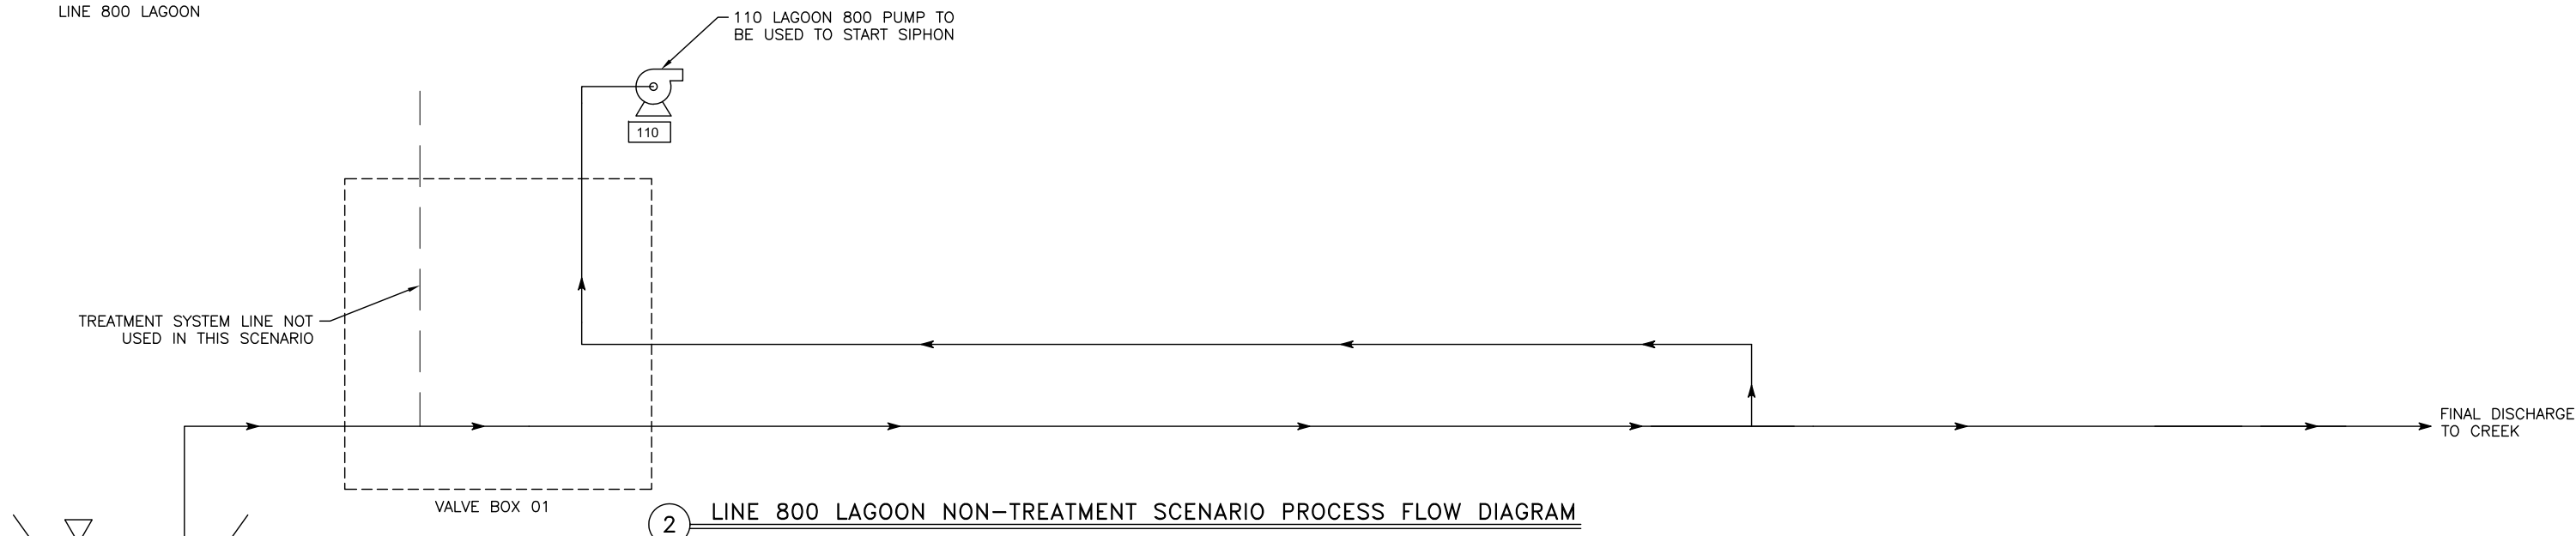 LINE 800 LAGOON
110 LAGOON 800 PUMP TO
BE USED TO START SIPHON
110
TREATMENT SYSTEM LINE NOT
USED IN THIS SCENARIO
FINAL DISCHARGE
TO CREEK
VALVE BOX 01
2 LINE 800 LAGOON NON-TREATMENT SCENARIO PROCESS FLOW DIAGRAM